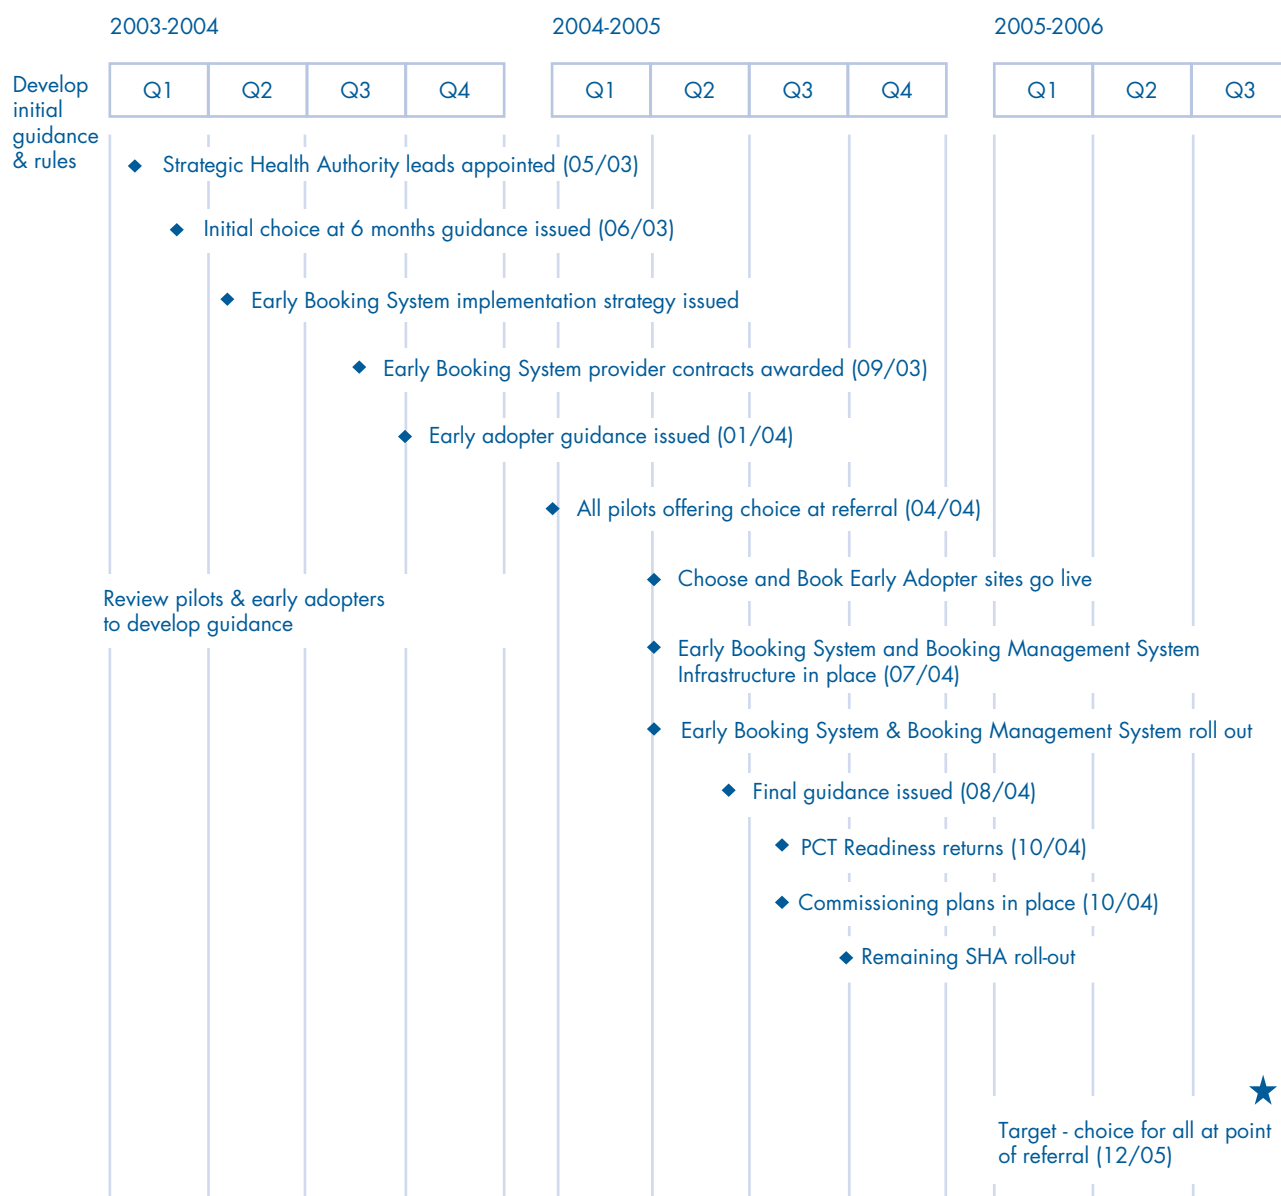 2003-2004
2004-2005
2005-2006
Q1 Q2 Q3 Q4
Q1 Q2 Q3 Q4
Q1 Q2 Q3
Develop
initial
guidance
& rules
Strategic Health Authority leads appointed (05/03)
Initial choice at 6 months guidance issued (06/03)
Early Booking System implementation strategy issued
Early Booking System provider contracts awarded (09/03)
Early adopter guidance issued (01/04)
All pilots offering choice at referral (04/04)
Choose and Book Early Adopter sites go live
Review pilots & early adopters
to develop guidance
Early Booking System and Booking Management System
Infrastructure in place (07/04)
Early Booking System & Booking Management System roll out
Final guidance issued (08/04)
PCT Readiness returns (10/04)
Commissioning plans in place (10/04)
Remaining SHA roll-out
Target - choice for all at point
of referral (12/05)